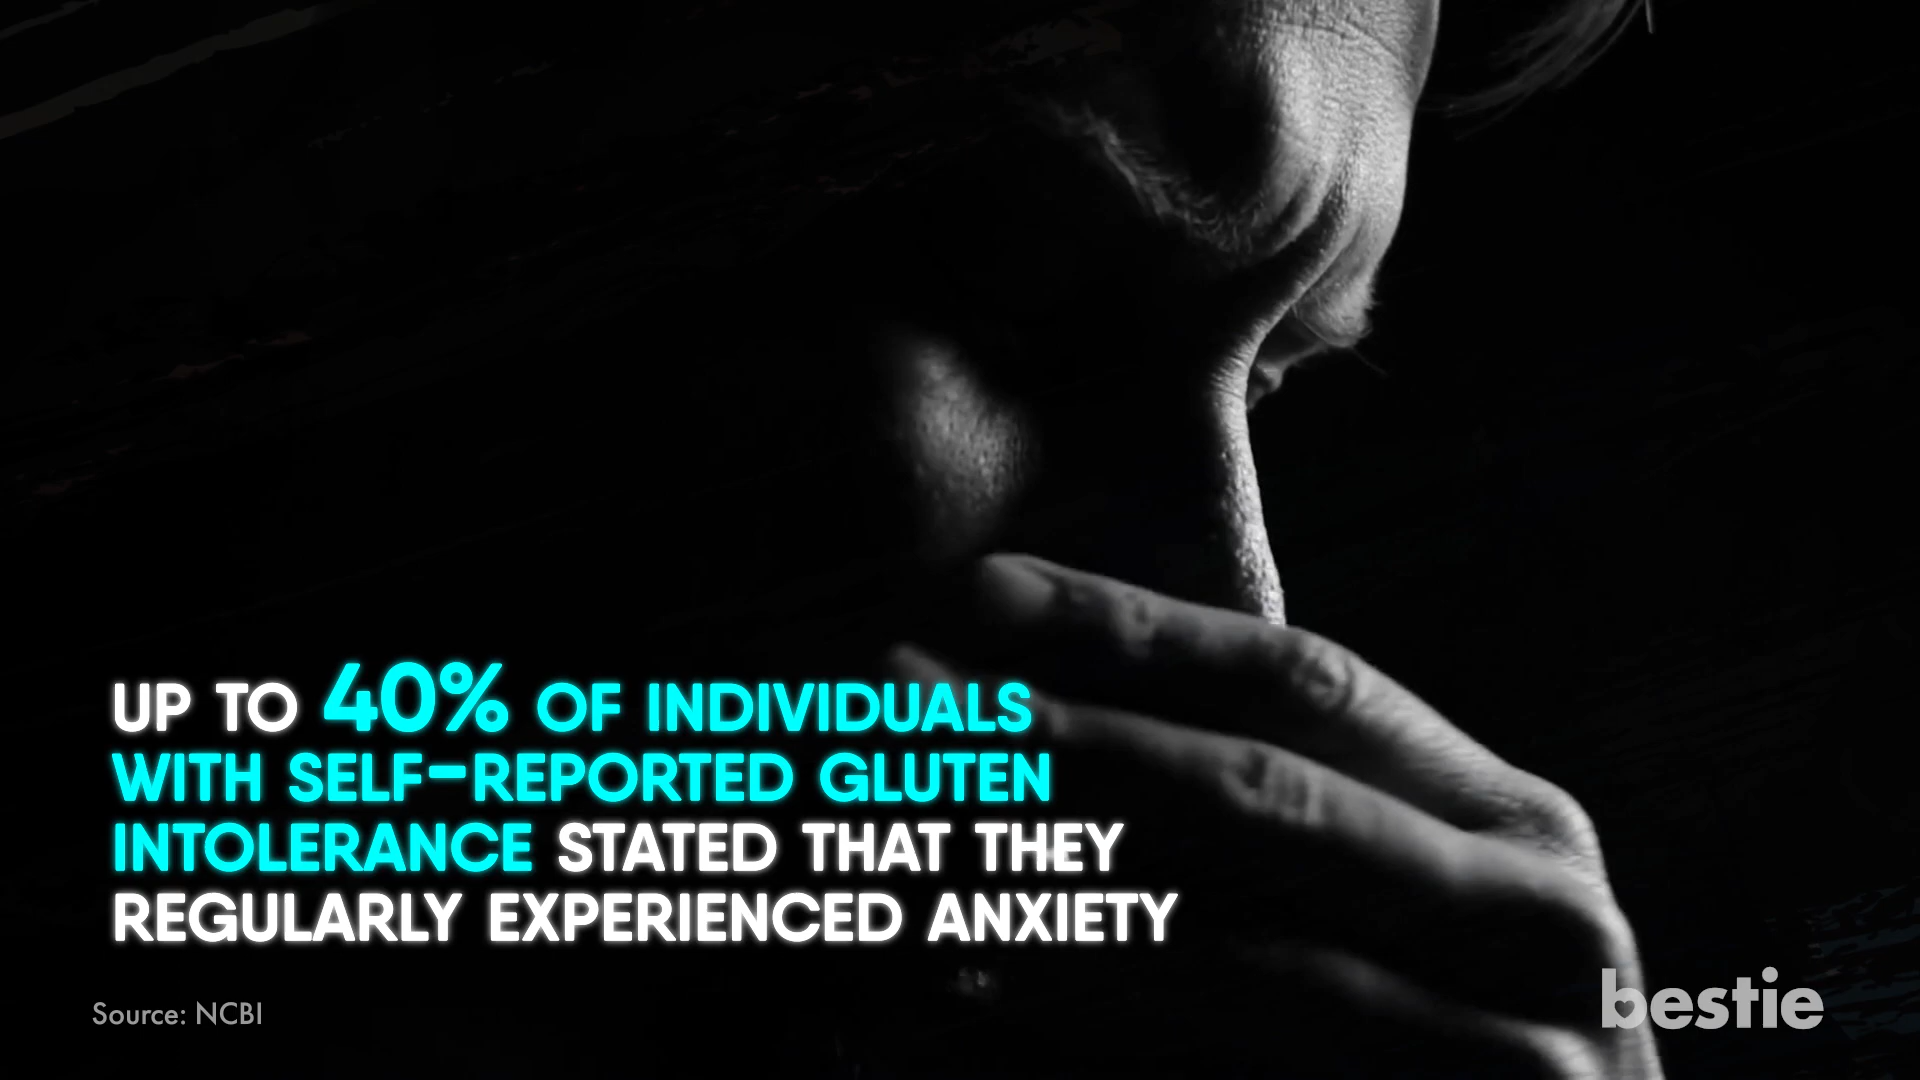 UP TO 40% OF INDIVIDUALS
WITH SELF-REPORTED GLUTEN
INTOLERANCE STATED THAT THEY
REGULARLY EXPERIENCED ANXIETY
Source: NCBI
bestie